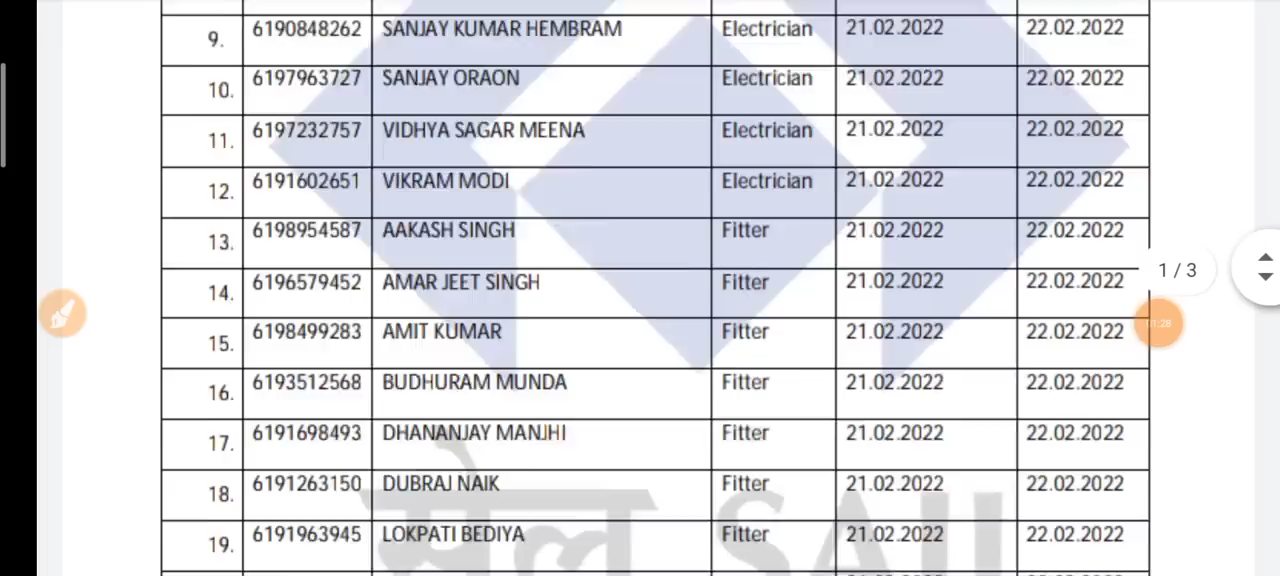 9. 6190848262 SANJAY KUMAR HEMBRAM Electrician 21.02.2022 22.02.2022
10. 6197963727 SANJAY ORAON Electrician 21.02.2022 22.02.2022
11. 6197232757 VIDHYA SAGAR MEENA Electrician 21.02.2022 22.02.2022
12. 6191602651 VIKRAM MODI Electrician 21.02.2022 22.02.2022
13. 6198954587 AAKASH SINGH Fitter 21.02.2022 22.02.2022
1 / 3
14. 6196579452 AMAR JEET SINGH Fitter 21.02.2022 22.02.2022
01:28
15. 6198499283 AMIT KUMAR Fitter 21.02.2022 22.02.2022
16. 6193512568 BUDHURAM MUNDA Fitter 21.02.2022 22.02.2022
17. 6191698493 DHANANJAY MANJHI Fitter 21.02.2022 22.02.2022
18. 6191263150 DUBRAJ NAIK Fitter 21.02.2022 22.02.2022
19. 6191963945 LOKPATI BEDIYA Fitter 21.02.2022 22.02.2022
सेल SAIL